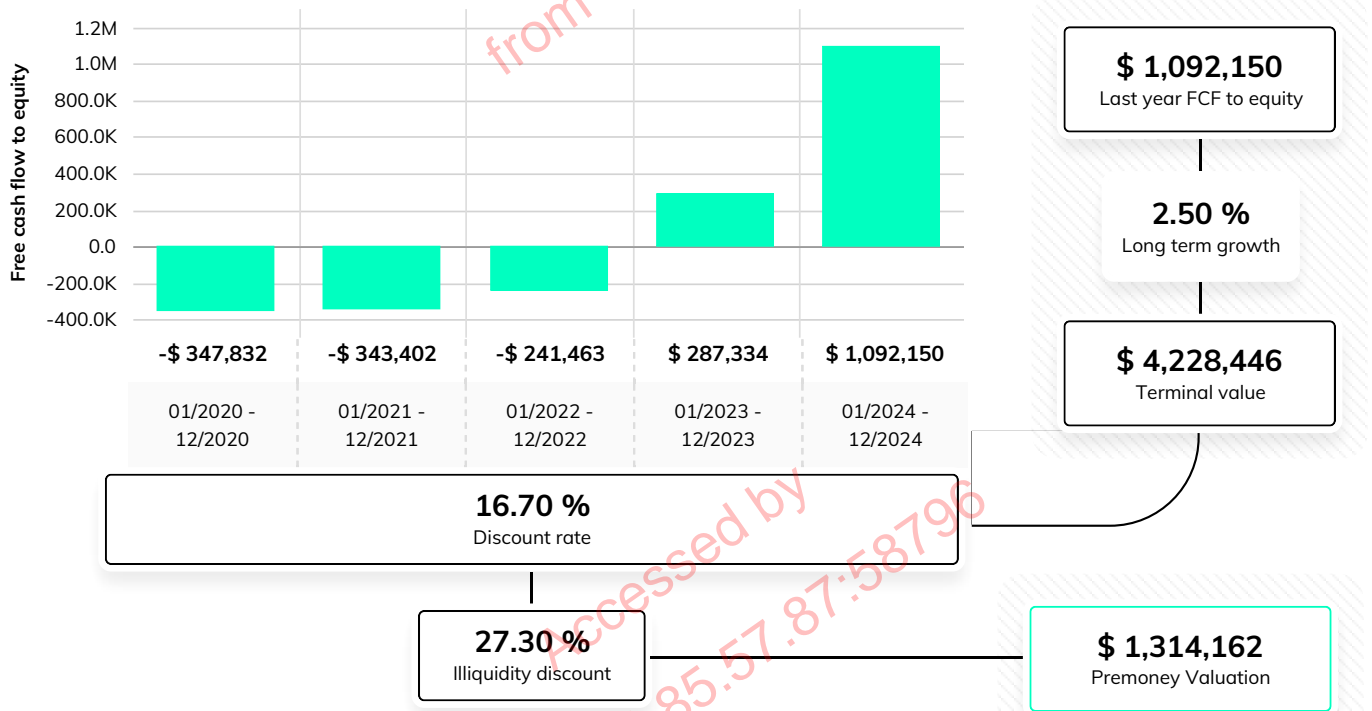 Free cash flow to equity
1.2M
1.0M
800.0K
600.0K
400.0K
200.0K
0.0
-200.0K
-400.0K
-$ 347,832
-$ 343,402
-$ 241,463
$ 287,334
$ 1,092,150
01/2020 -
12/2020
01/2021 -
12/2021
01/2022 -
12/2022
01/2023 -
12/2023
01/2024 -
12/2024
$ 1,092,150
Last year FCF to equity
2.50 %
Long term growth
$ 4,228,446
Terminal value
16.70 %
Discount rate
27.30 %
Illiquidity discount
$ 1,314,162
Premoney Valuation
from
Accessed by
85.57.87:58796